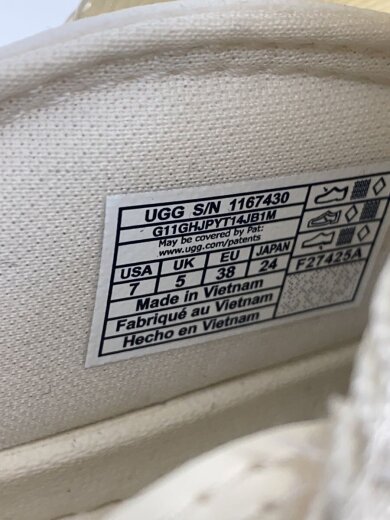 UGG S/N 1167430
G11GHJPYT14JB1M
May be covered by Pat:
www.ugg.com/patents
USA UK EU JAPAN
7 5 38 24
F27425A
Made in Vietnam
Fabriqué au Vietnam
Hecho en Vietnam